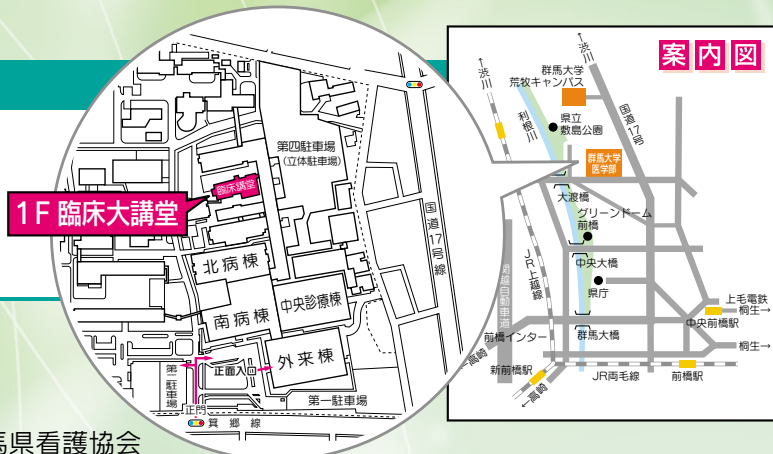 案内図
1F 臨床大講堂
臨床講堂
第四駐車場
(立体駐車場)
国道17号線
北病棟
南病棟
中央診療棟
外来棟
正面入口
第二駐車場
第一駐車場
正門
箕郷線
←渋川
←渋川
群馬大学
荒牧キャンパス
国道17号
利根川
県立
敷島公園
群馬大学
医学部
大渡橋
グリーンドーム
前橋
JR上越線
中央大橋
関越自動車道
県庁
上毛電鉄
桐生→
中央前橋駅
前橋インター
群馬大橋
桐生→
←高崎
新前橋駅
←高崎
JR両毛線
前橋駅
馬県看護協会